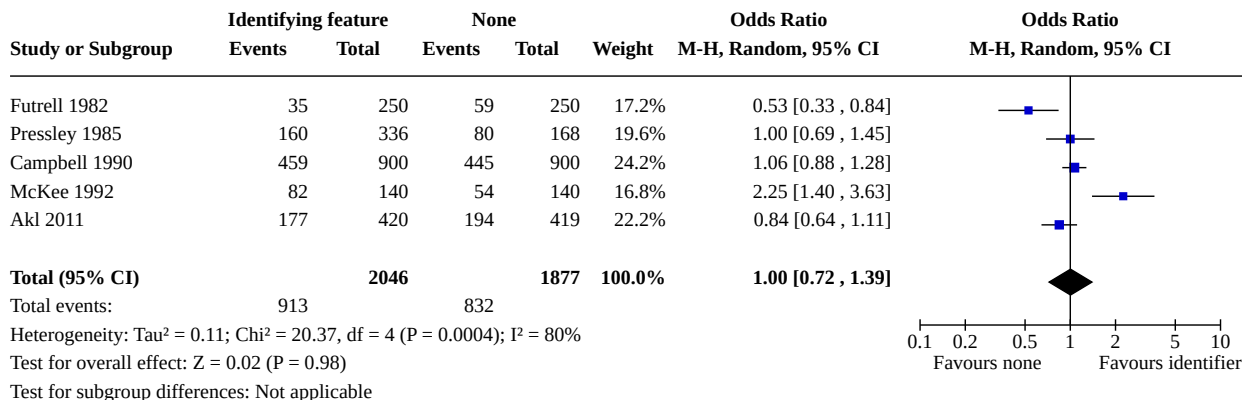 Identifying feature None Odds Ratio Odds Ratio
Study or Subgroup Events Total Events Total Weight M-H, Random, 95% CI M-H, Random, 95% CI
Futrell 1982 35 250 59 250 17.2% 0.53 [0.33 , 0.84]
Pressley 1985 160 336 80 168 19.6% 1.00 [0.69 , 1.45]
Campbell 1990 459 900 445 900 24.2% 1.06 [0.88 , 1.28]
McKee 1992 82 140 54 140 16.8% 2.25 [1.40 , 3.63]
Akl 2011 177 420 194 419 22.2% 0.84 [0.64 , 1.11]
Total (95% CI) 2046 1877 100.0% 1.00 [0.72 , 1.39]
Total events: 913 832
Heterogeneity: Tau² = 0.11; Chi² = 20.37, df = 4 (P = 0.0004); I² = 80%
0.1 0.2 0.5 1 2 5 10
Test for overall effect: Z = 0.02 (P = 0.98) Favours none Favours identifier
Test for subgroup differences: Not applicable